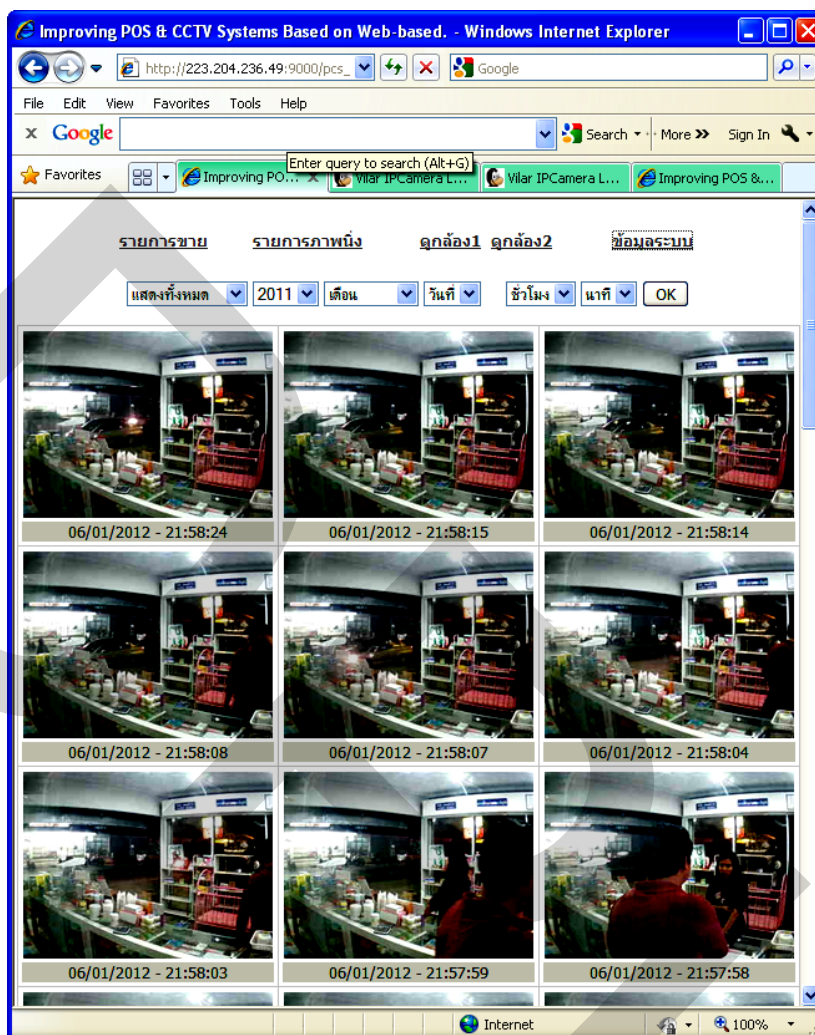 Improving POS & CCTV Systems Based on Web-based. - Windows Internet Explorer
http://223.204.236.49:9000/pcs_
Google
File Edit View Favorites Tools Help
x Google Search More >> Sign In
Enter query to search (Alt+G)
Favorites Improving PO... x Vilar IPCamera L... Vilar IPCamera L... Improving POS &...
รายการขาย รายการภาพนิ่ง ดูกล้อง1 ดูกล้อง2 ข้อมูลระบบ
แสดงทั้งหมด 2011 เดือน วันที่ ชั่วโมง นาที OK
06/01/2012 - 21:58:24 06/01/2012 - 21:58:15 06/01/2012 - 21:58:14
06/01/2012 - 21:58:08 06/01/2012 - 21:58:07 06/01/2012 - 21:58:04
06/01/2012 - 21:58:03 06/01/2012 - 21:57:59 06/01/2012 - 21:57:58
Internet 100%